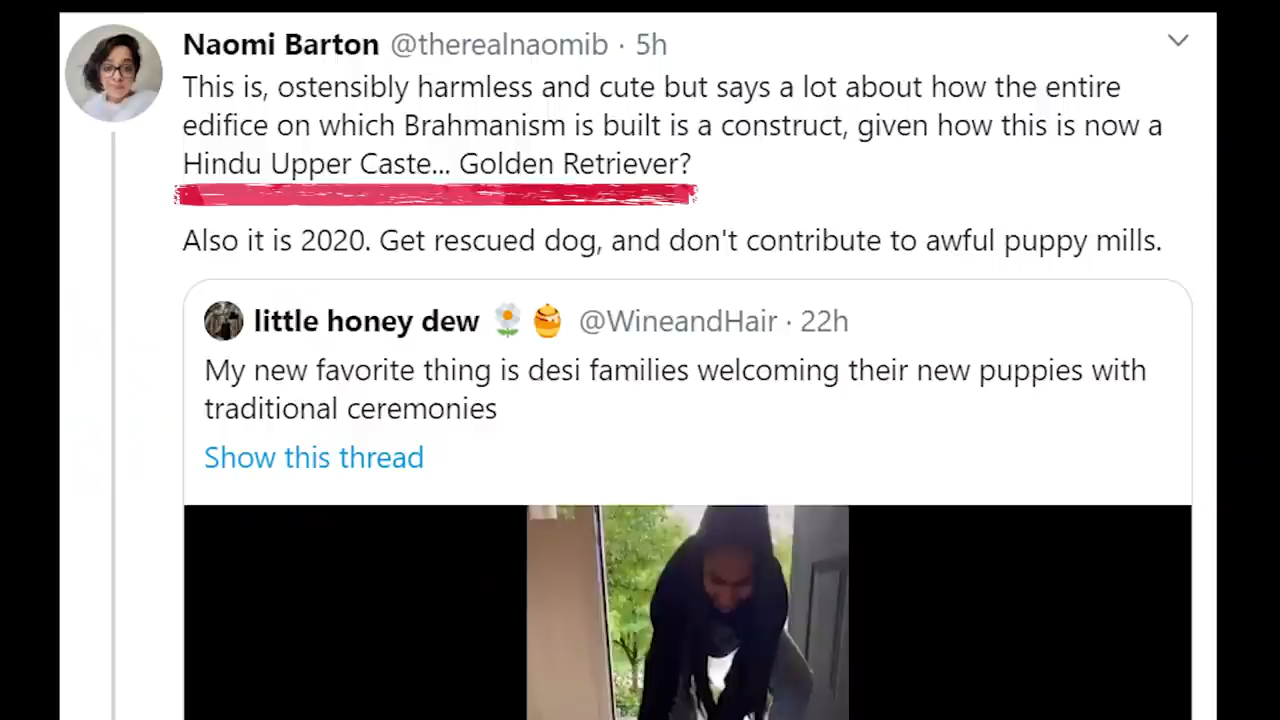 Naomi Barton @therealnaomib · 5h
This is, ostensibly harmless and cute but says a lot about how the entire
edifice on which Brahmanism is built is a construct, given how this is now a
Hindu Upper Caste... Golden Retriever?
Also it is 2020. Get rescued dog, and don't contribute to awful puppy mills.
little honey dew 🌼 🍯 @WineandHair · 22h
My new favorite thing is desi families welcoming their new puppies with
traditional ceremonies
Show this thread